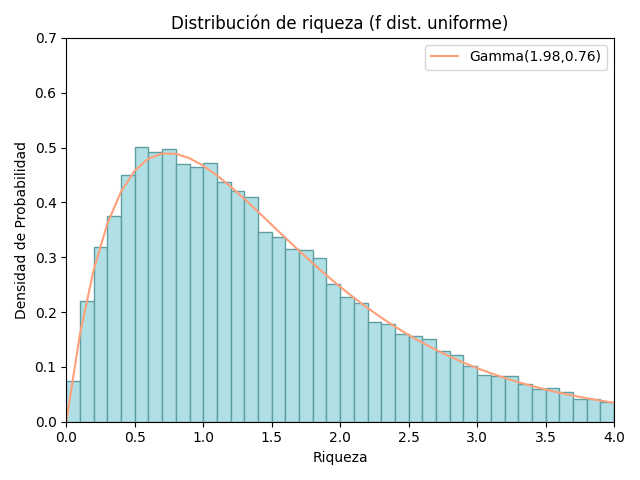 Distribución de riqueza (f dist. uniforme)
Gamma(1.98,0.76)
Densidad de Probabilidad
0.7
0.6
0.5
0.4
0.3
0.2
0.1
0.0
0.0 0.5 1.0 1.5 2.0 2.5 3.0 3.5 4.0
Riqueza